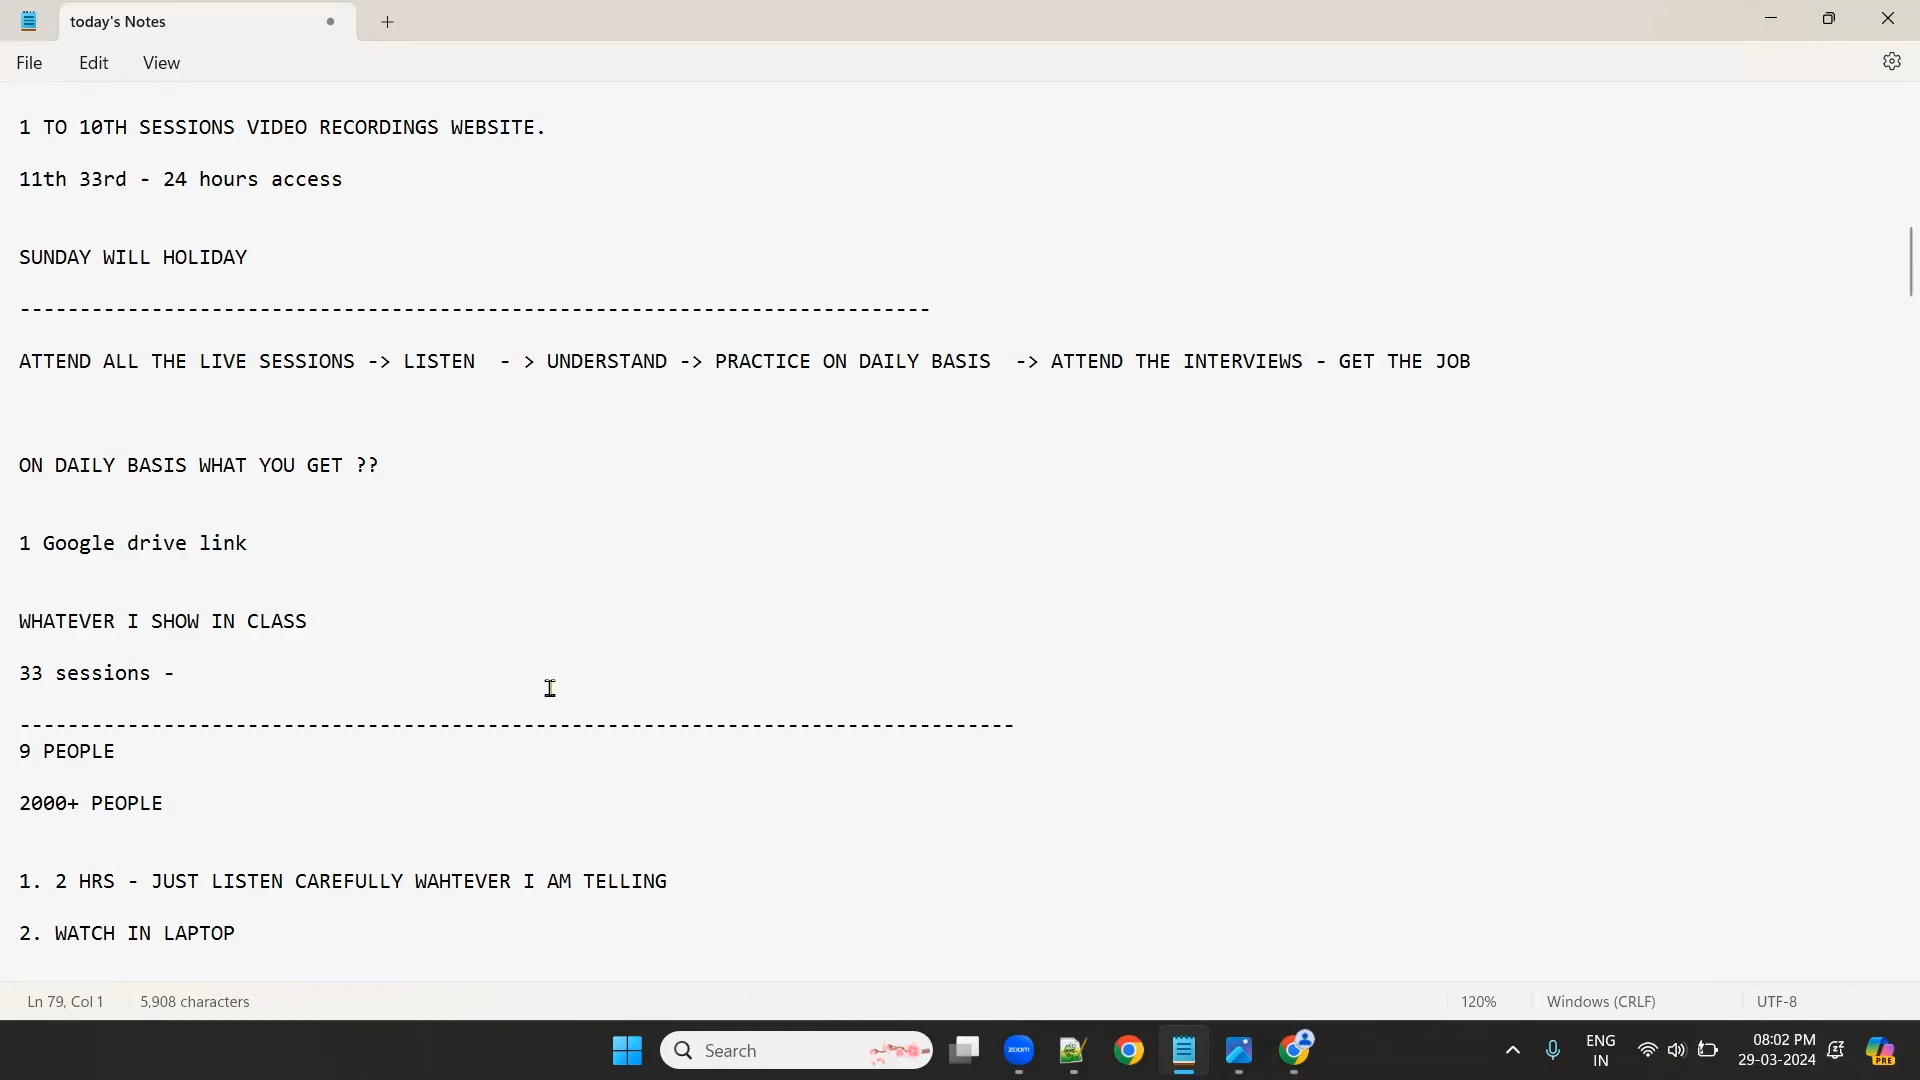 today's Notes
File Edit View
1 TO 10TH SESSIONS VIDEO RECORDINGS WEBSITE.
11th 33rd - 24 hours access
SUNDAY WILL HOLIDAY
----------------------------------------------------------------------------
ATTEND ALL THE LIVE SESSIONS -> LISTEN  - > UNDERSTAND -> PRACTICE ON DAILY BASIS  -> ATTEND THE INTERVIEWS - GET THE JOB
ON DAILY BASIS WHAT YOU GET ??
1 Google drive link
WHATEVER I SHOW IN CLASS
33 sessions -
-----------------------------------------------------------------------------------
9 PEOPLE
2000+ PEOPLE
1. 2 HRS - JUST LISTEN CAREFULLY WAHTEVER I AM TELLING
2. WATCH IN LAPTOP
Ln 79, Col 1 5,908 characters 120% Windows (CRLF) UTF-8
Search zoom ENG 08:02 PM
IN 29-03-2024 PRE